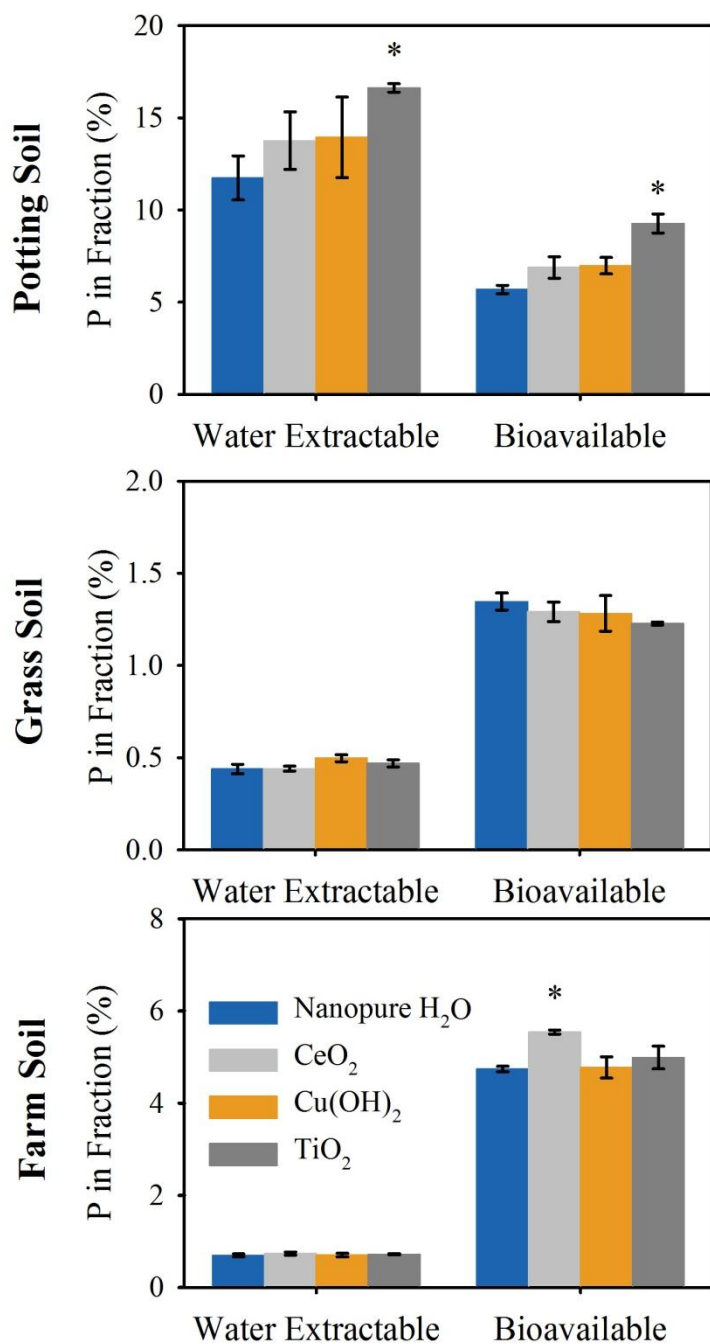 Potting Soil
P in Fraction (%)
20
15
10
5
0
*
*
Water Extractable Bioavailable
Grass Soil
P in Fraction (%)
2.0
1.5
1.0
0.5
0.0
Water Extractable Bioavailable
Farm Soil
P in Fraction (%)
8
6
4
2
0
*
Nanopure H₂O
CeO₂
Cu(OH)₂
TiO₂
Water Extractable Bioavailable